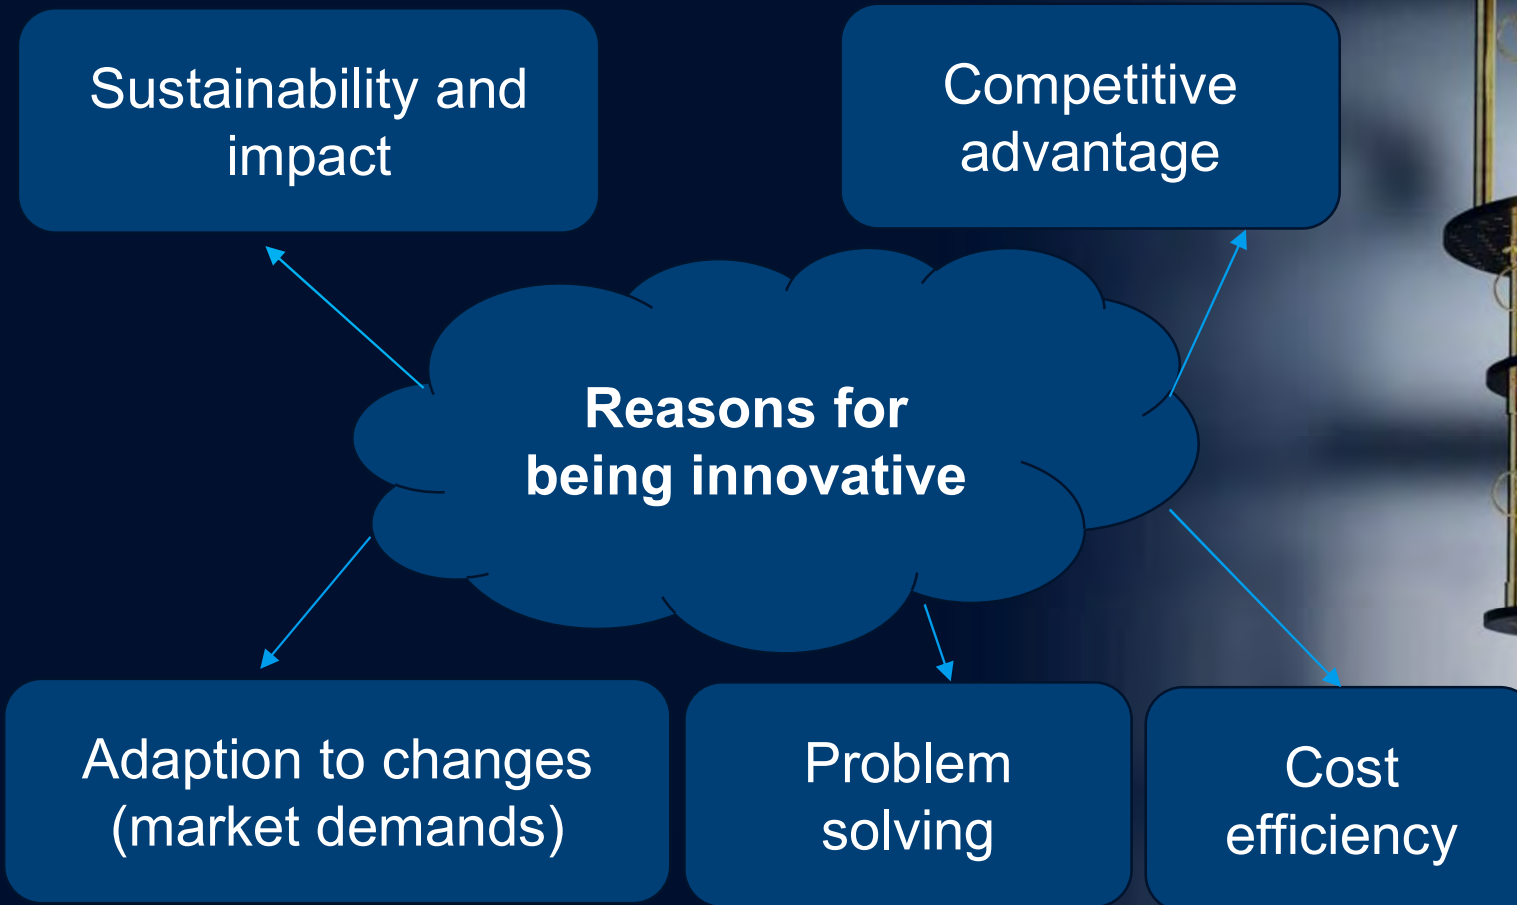 Sustainability and
impact
Competitive
advantage
Reasons for
being innovative
Adaption to changes
(market demands)
Problem
solving
Cost
efficiency